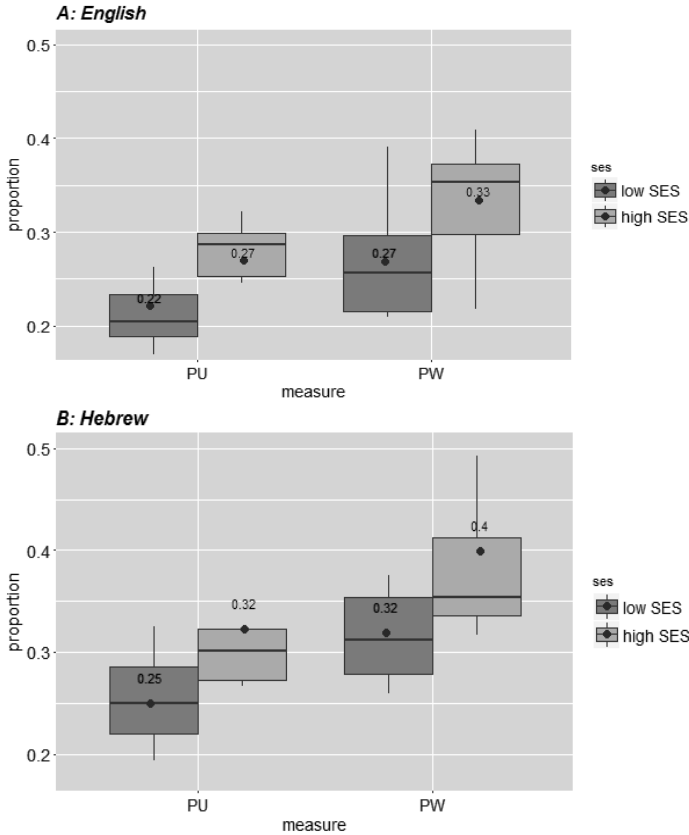 A: English
0.5
0.4
0.3
0.2
proportion
0.22
0.27
0.27
0.33
PU
PW
measure
ses
low SES
high SES
B: Hebrew
0.5
0.4
0.3
0.2
proportion
0.25
0.32
0.32
0.4
PU
PW
measure
ses
low SES
high SES